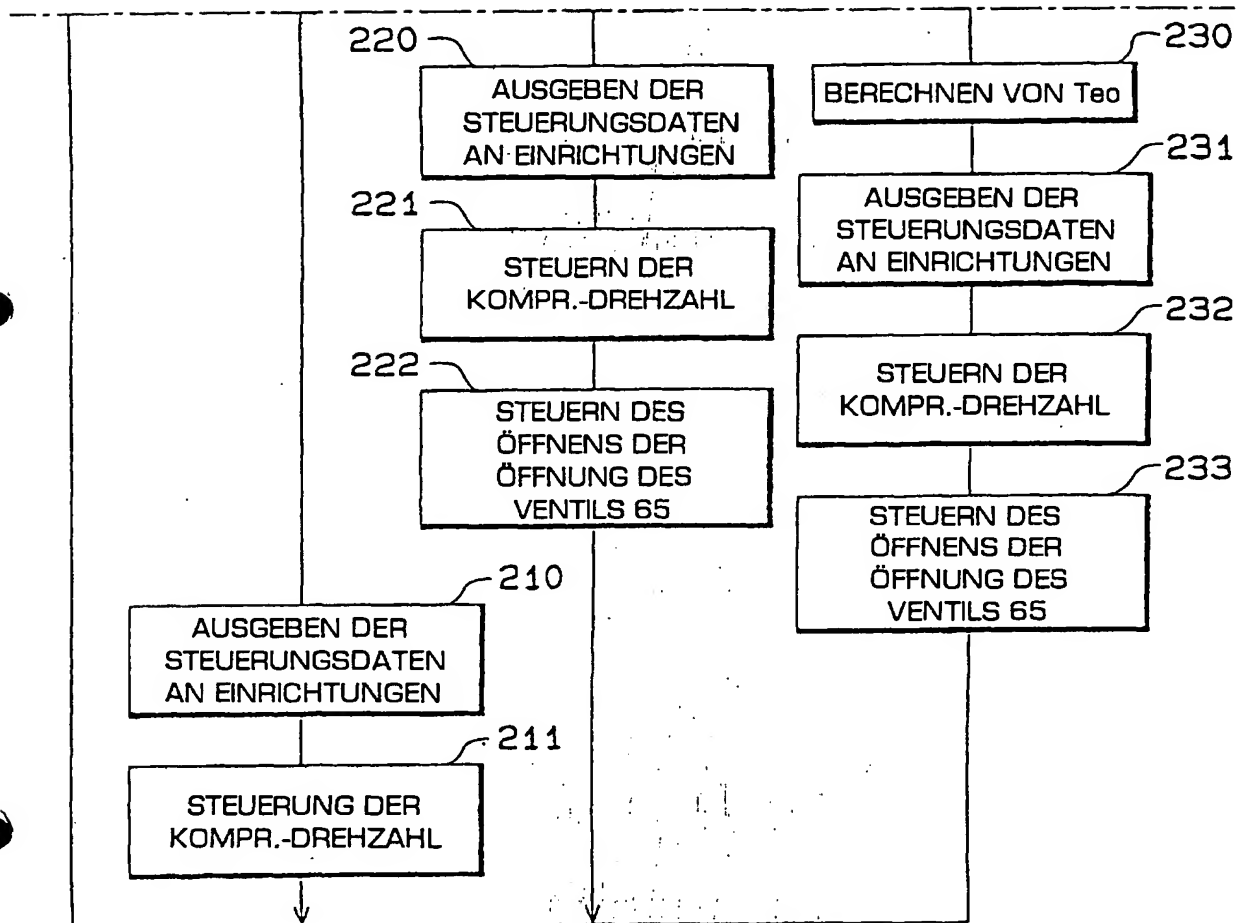 220
AUSGEBEN DER
STEUERUNGSDATEN
AN EINRICHTUNGEN
221
STEUERN DER
KOMPR.-DREHZAHL
222
STEUERN DES
ÖFFNENS DER
ÖFFNUNG DES
VENTILS 65
230
BERECHNEN VON Teo
231
AUSGEBEN DER
STEUERUNGSDATEN
AN EINRICHTUNGEN
232
STEUERN DER
KOMPR.-DREHZAHL
233
STEUERN DES
ÖFFNENS DER
ÖFFNUNG DES
VENTILS 65
210
AUSGEBEN DER
STEUERUNGSDATEN
AN EINRICHTUNGEN
211
STEUERUNG DER
KOMPR.-DREHZAHL